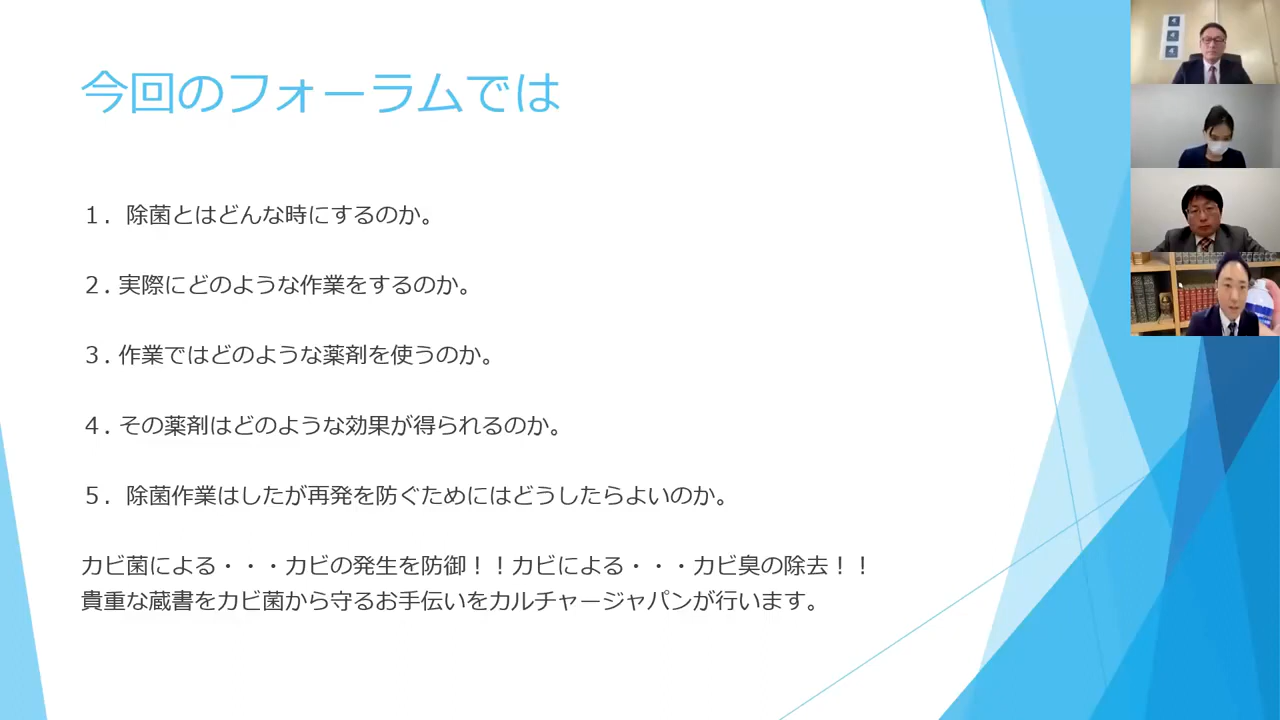 今回のフォーラムでは
１．除菌とはどんな時にするのか。
２. 実際にどのような作業をするのか。
３. 作業ではどのような薬剤を使うのか。
４. その薬剤はどのような効果が得られるのか。
５．除菌作業はしたが再発を防ぐためにはどうしたらよいのか。
カビ菌による・・・カビの発生を防御！！カビによる・・・カビ臭の除去！！
貴重な蔵書をカビ菌から守るお手伝いをカルチャージャパンが行います。